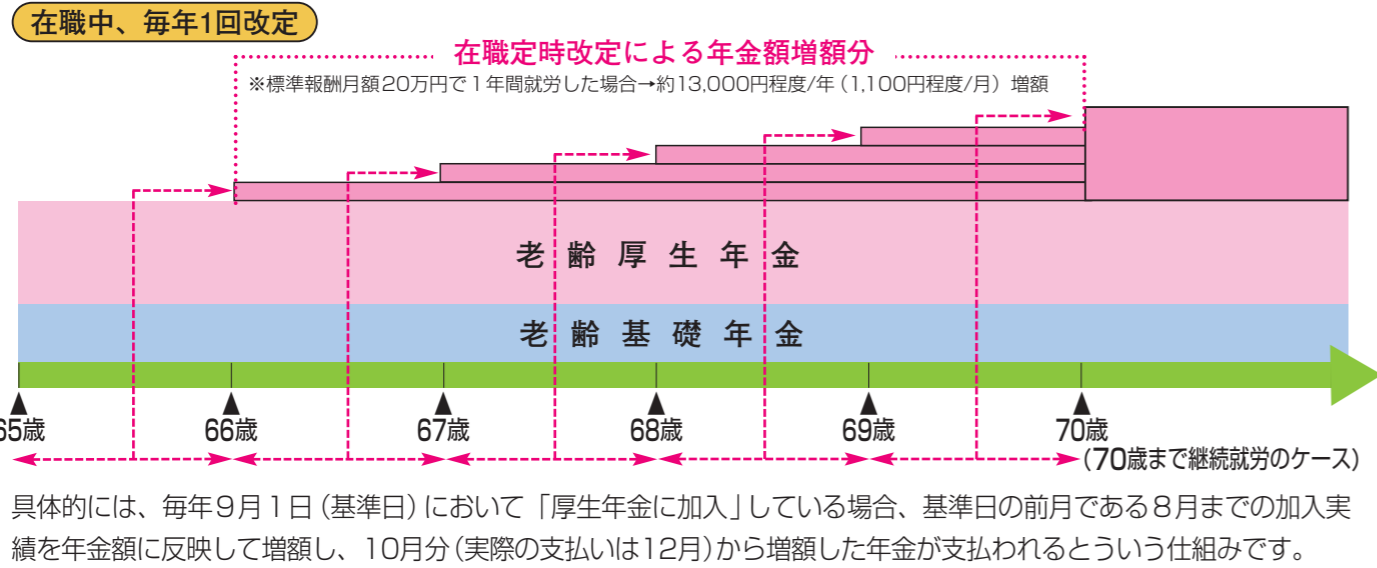 在職中、毎年1回改定
在職定時改定による年金額増額分
※標準報酬月額20万円で1年間就労した場合→約13,000円程度/年(1,100円程度/月)増額
老齢厚生年金
老齢基礎年金
65歳 66歳 67歳 68歳 69歳 70歳
(70歳まで継続就労のケース)
具体的には、毎年9月1日(基準日)において「厚生年金に加入」している場合、基準日の前月である8月までの加入実
績を年金額に反映して増額し、10月分(実際の支払いは12月)から増額した年金が支払われるとういう仕組みです。